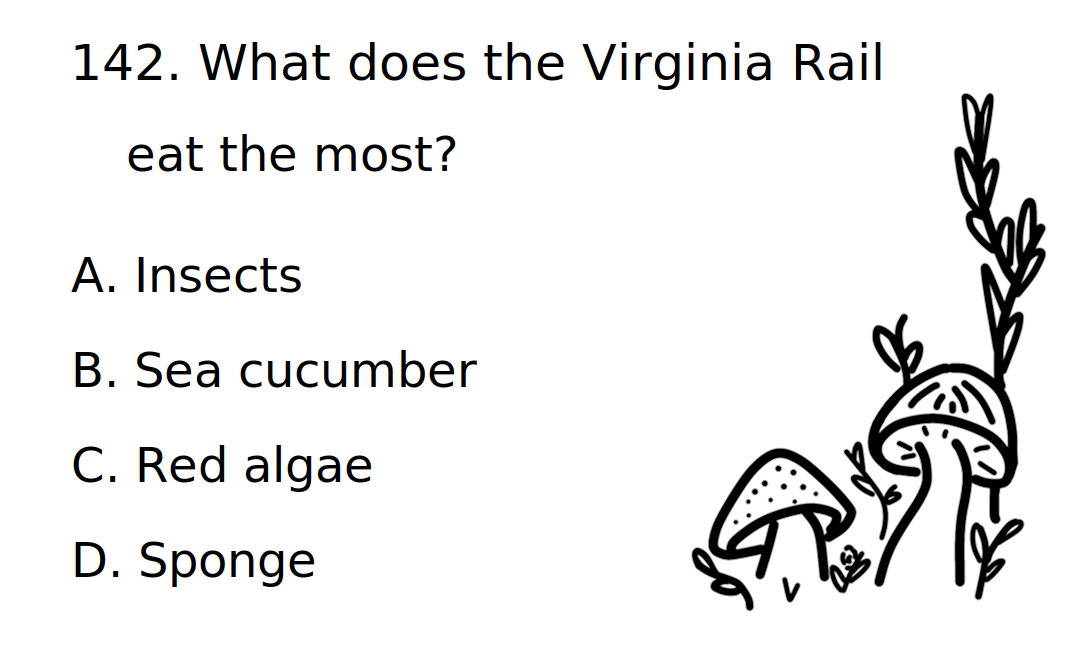 142. What does the Virginia Rail
eat the most?
A. Insects
B. Sea cucumber
C. Red algae
D. Sponge